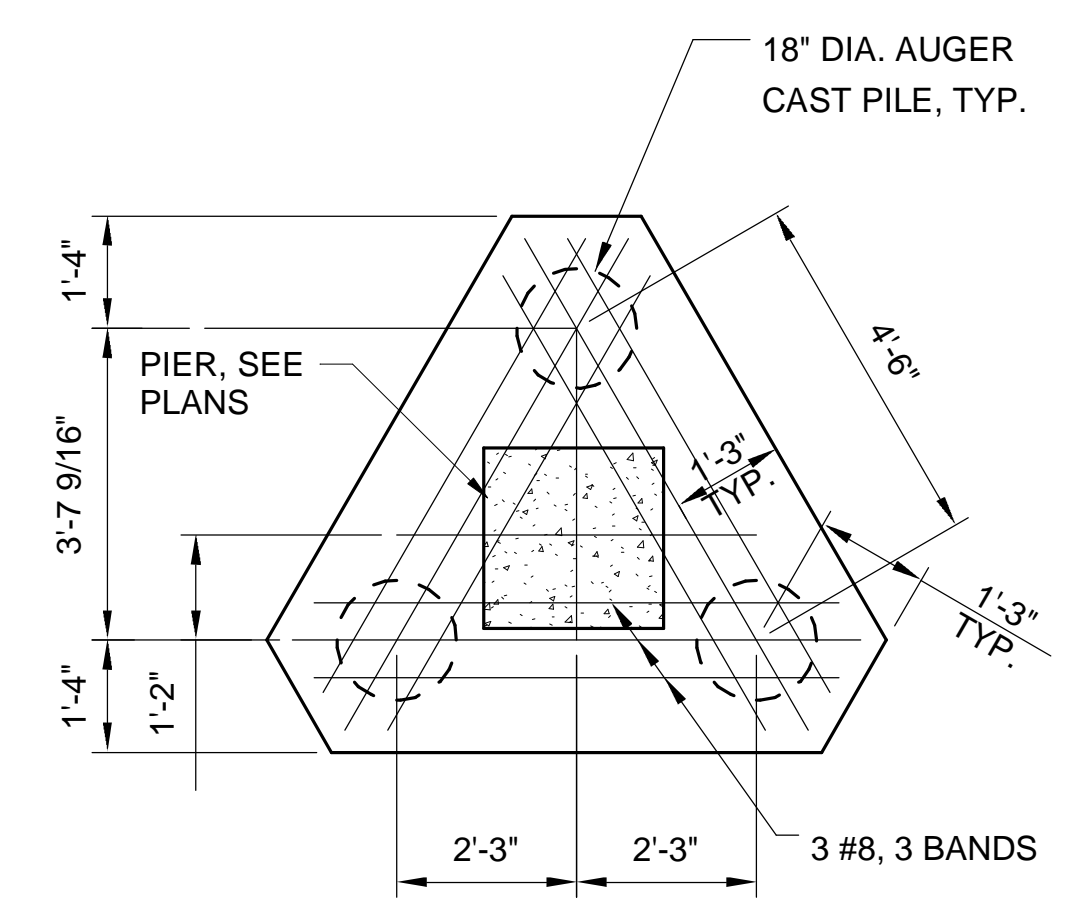 18" DIA. AUGER
CAST PILE, TYP.
1'-4"
4'-6"
PIER, SEE
PLANS
1'-3"
TYP.
3'-7 9/16"
1'-3"
TYP.
1'-4"
1'-2"
2'-3"
2'-3"
3 #8, 3 BANDS